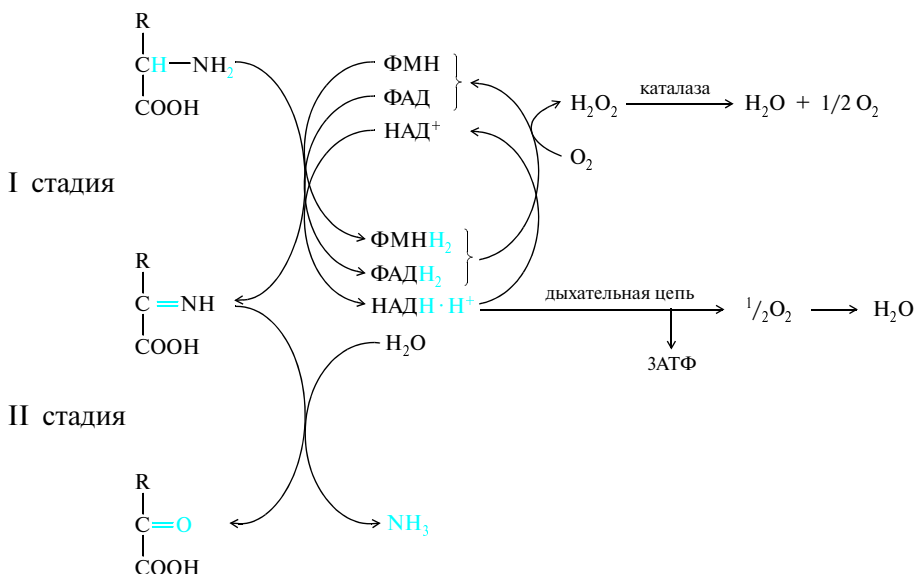 R
CH—NH₂
COOH
ФМН
ФАД
НАД⁺
H₂O₂
каталаза
H₂O + 1/2 O₂
O₂
I стадия
ФМНH₂
ФАДH₂
НАДH · H⁺
R
C=NH
COOH
дыхательная цепь
¹/₂O₂
H₂O
H₂O
3АТФ
II стадия
R
C=O
COOH
NH₃